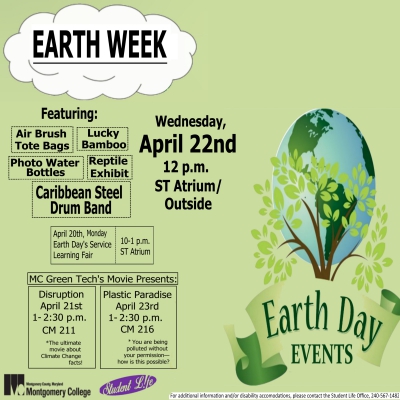 EARTH WEEK
Featuring:
Air Brush
Tote Bags
Lucky
Bamboo
Photo Water
Bottles
Reptile
Exhibit
Caribbean Steel
Drum Band
Wednesday,
April 22nd
12 p.m.
ST Atrium/
Outside
April 20th, Monday
Earth Day's Service
Learning Fair
10-1 p.m.
ST Atrium
MC Green Tech's Movie Presents:
Disruption
April 21st
1- 2:30 p.m.
CM 211
*The ultimate
movie about
Climate Change
facts!
Plastic Paradise
April 23rd
1- 2:30 p.m.
CM 216
* You are being
polluted without
your permission—
how is this possible?
Earth Day
EVENTS
Montgomery County, Maryland
Montgomery College
Student Life
For additional information and/or disability accomodations, please contact the Student Life Office, 240-567-1482